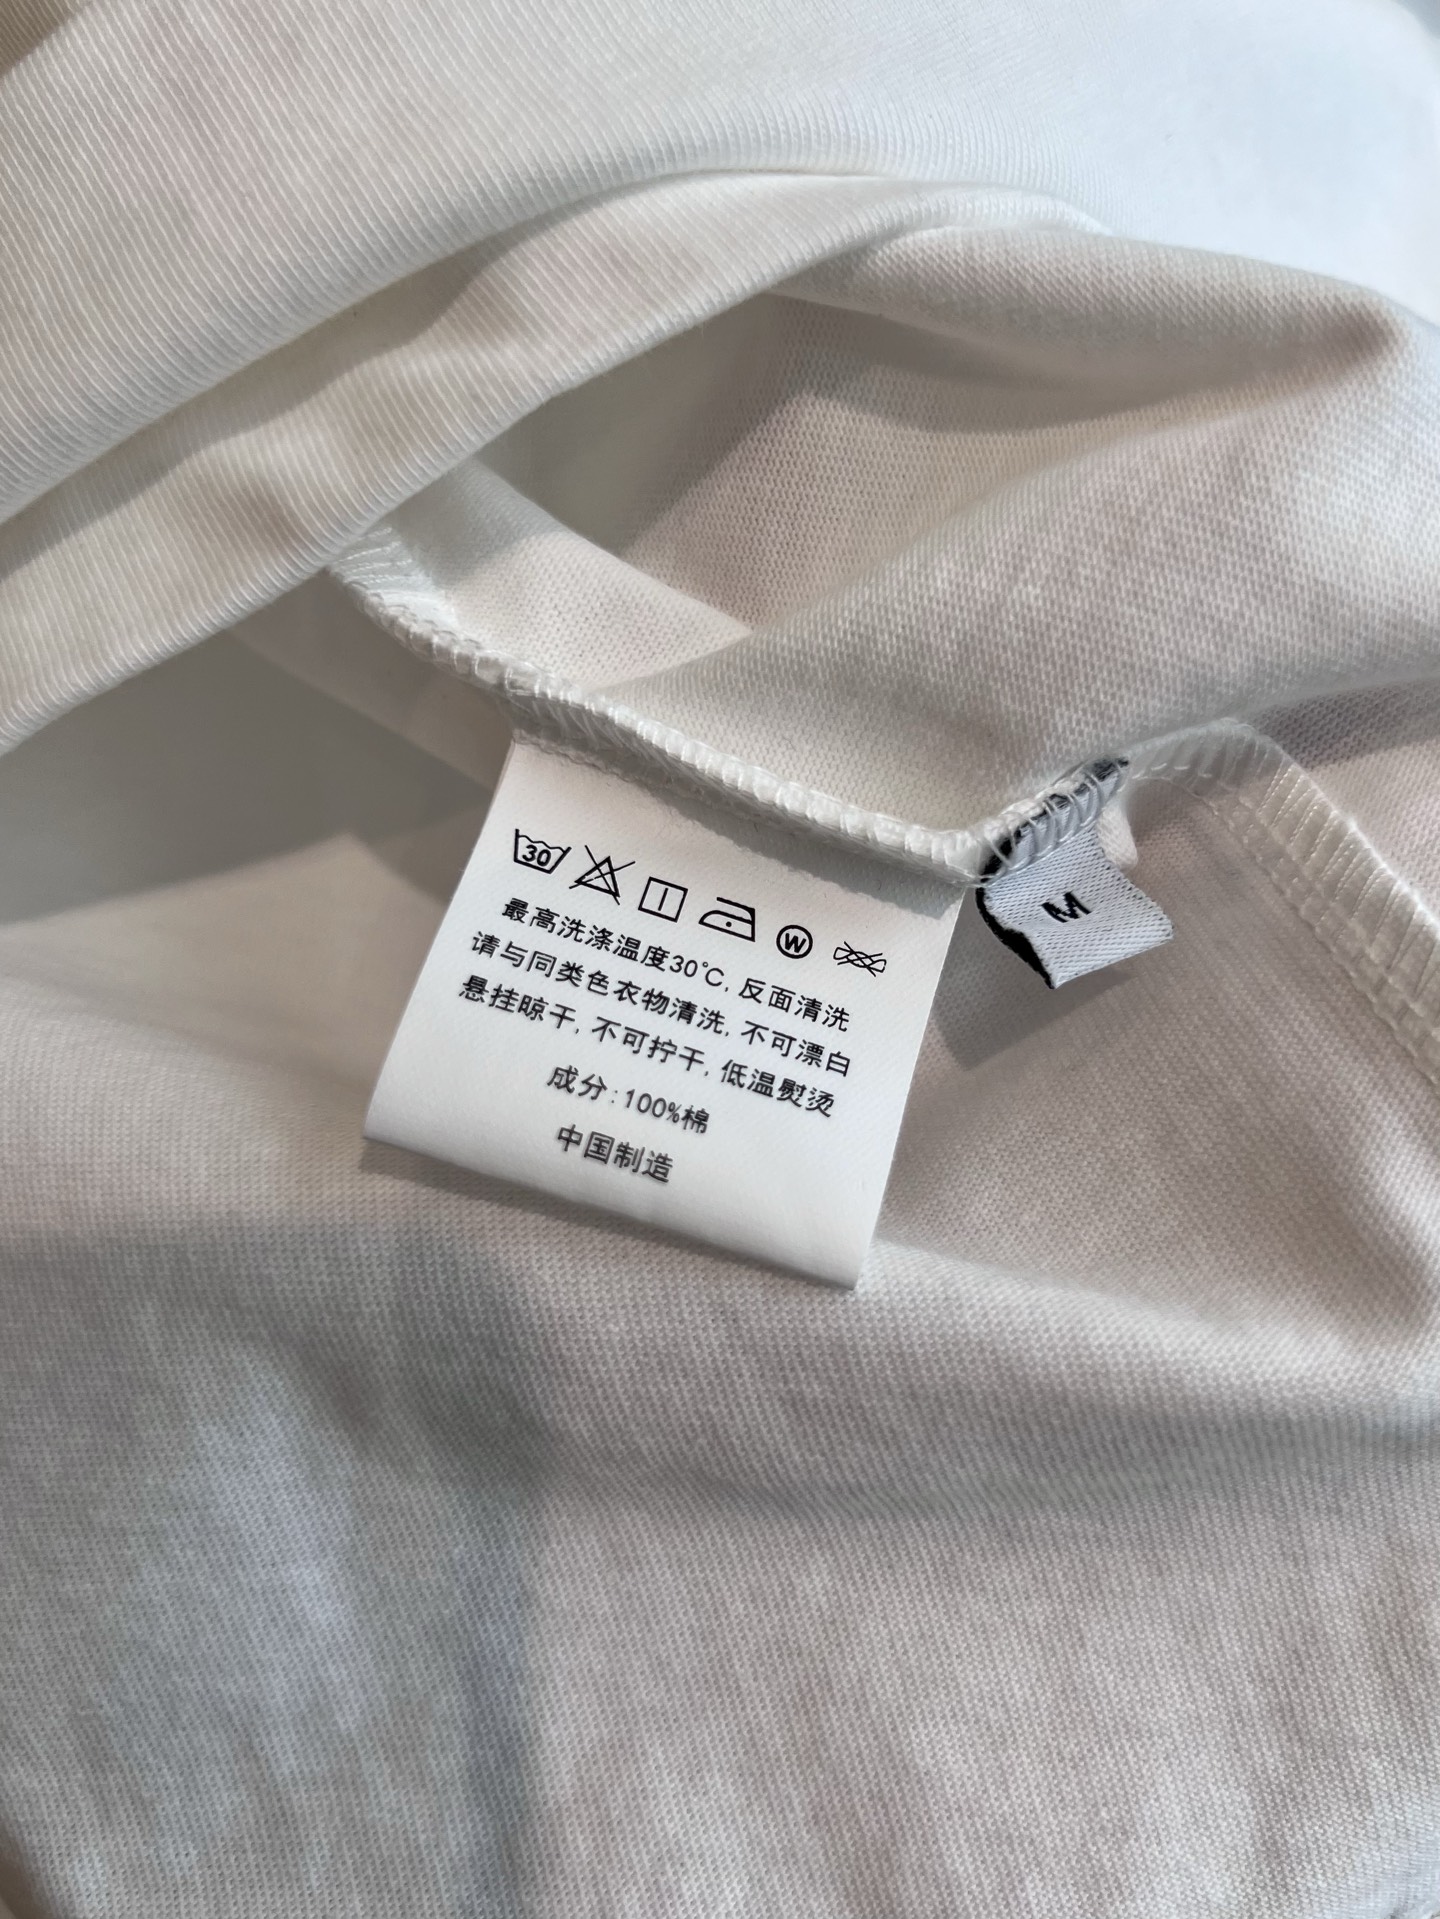 30 W
最高洗涤温度30℃, 反面清洗
请与同类色衣物清洗, 不可漂白
悬挂晾干, 不可拧干, 低温熨烫
成分:100%棉
中国制造
M